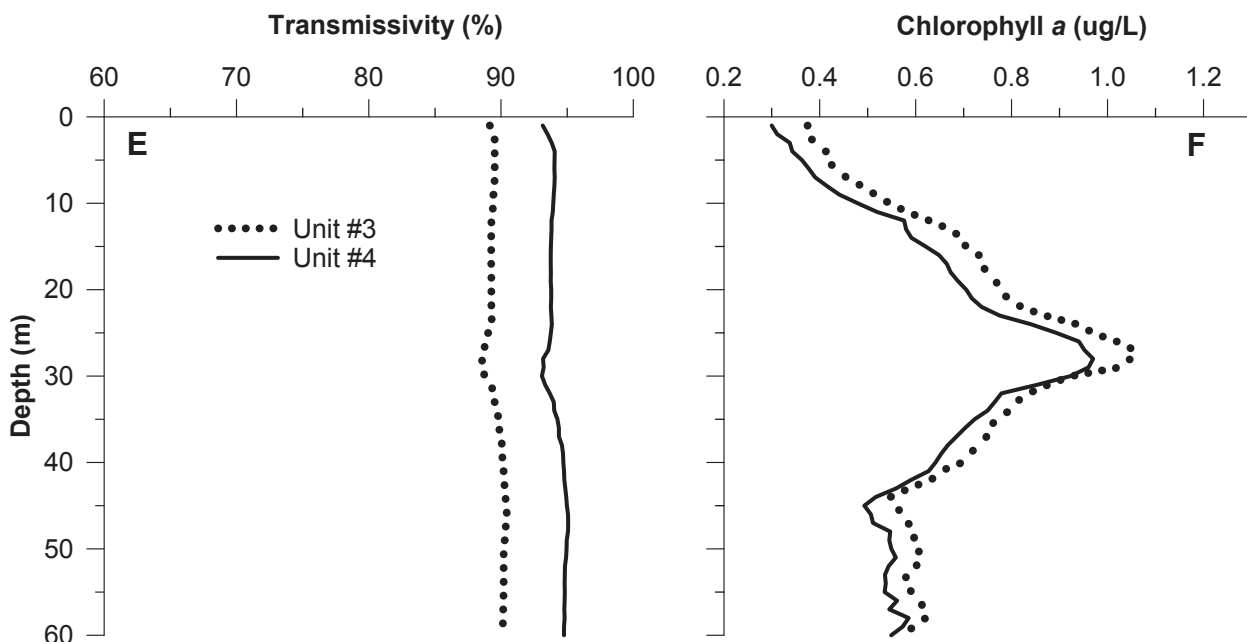 Transmissivity (%)
60 70 80 90 100
Depth (m)
0
10
20
30
40
50
60
E
Unit #3
Unit #4
Chlorophyll a (ug/L)
0.2 0.4 0.6 0.8 1.0 1.2
F